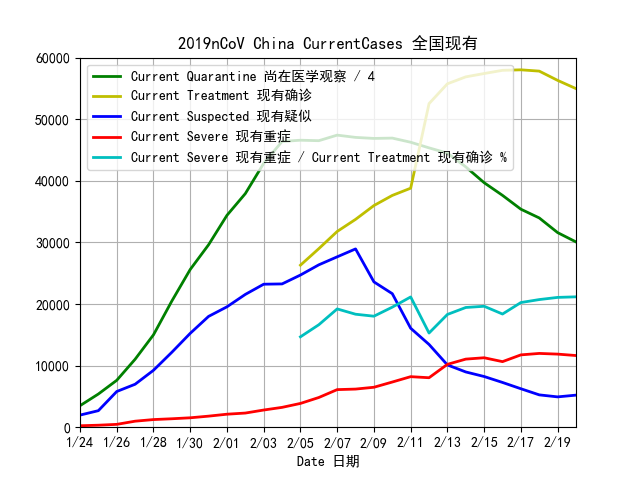 2019nCoV China CurrentCases 全国现有
60000
50000
40000
30000
20000
10000
0
Current Quarantine 尚在医学观察 / 4
Current Treatment 现有确诊
Current Suspected 现有疑似
Current Severe 现有重症
Current Severe 现有重症 / Current Treatment 现有确诊 %
1/24 1/26 1/28 1/30 2/01 2/03 2/05 2/07 2/09 2/11 2/13 2/15 2/17 2/19
Date 日期